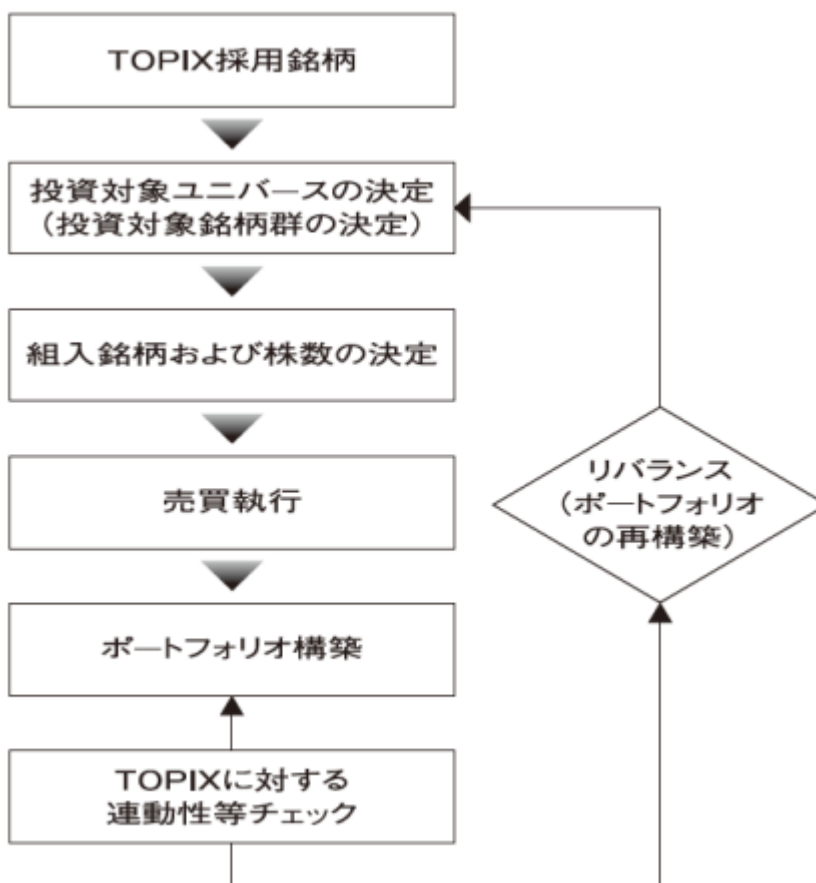 TOPIX採用銘柄
投資対象ユニバースの決定
（投資対象銘柄群の決定）
組入銘柄および株数の決定
売買執行
ポートフォリオ構築
TOPIXに対する
連動性等チェック
リバランス
（ポートフォリオ
の再構築）